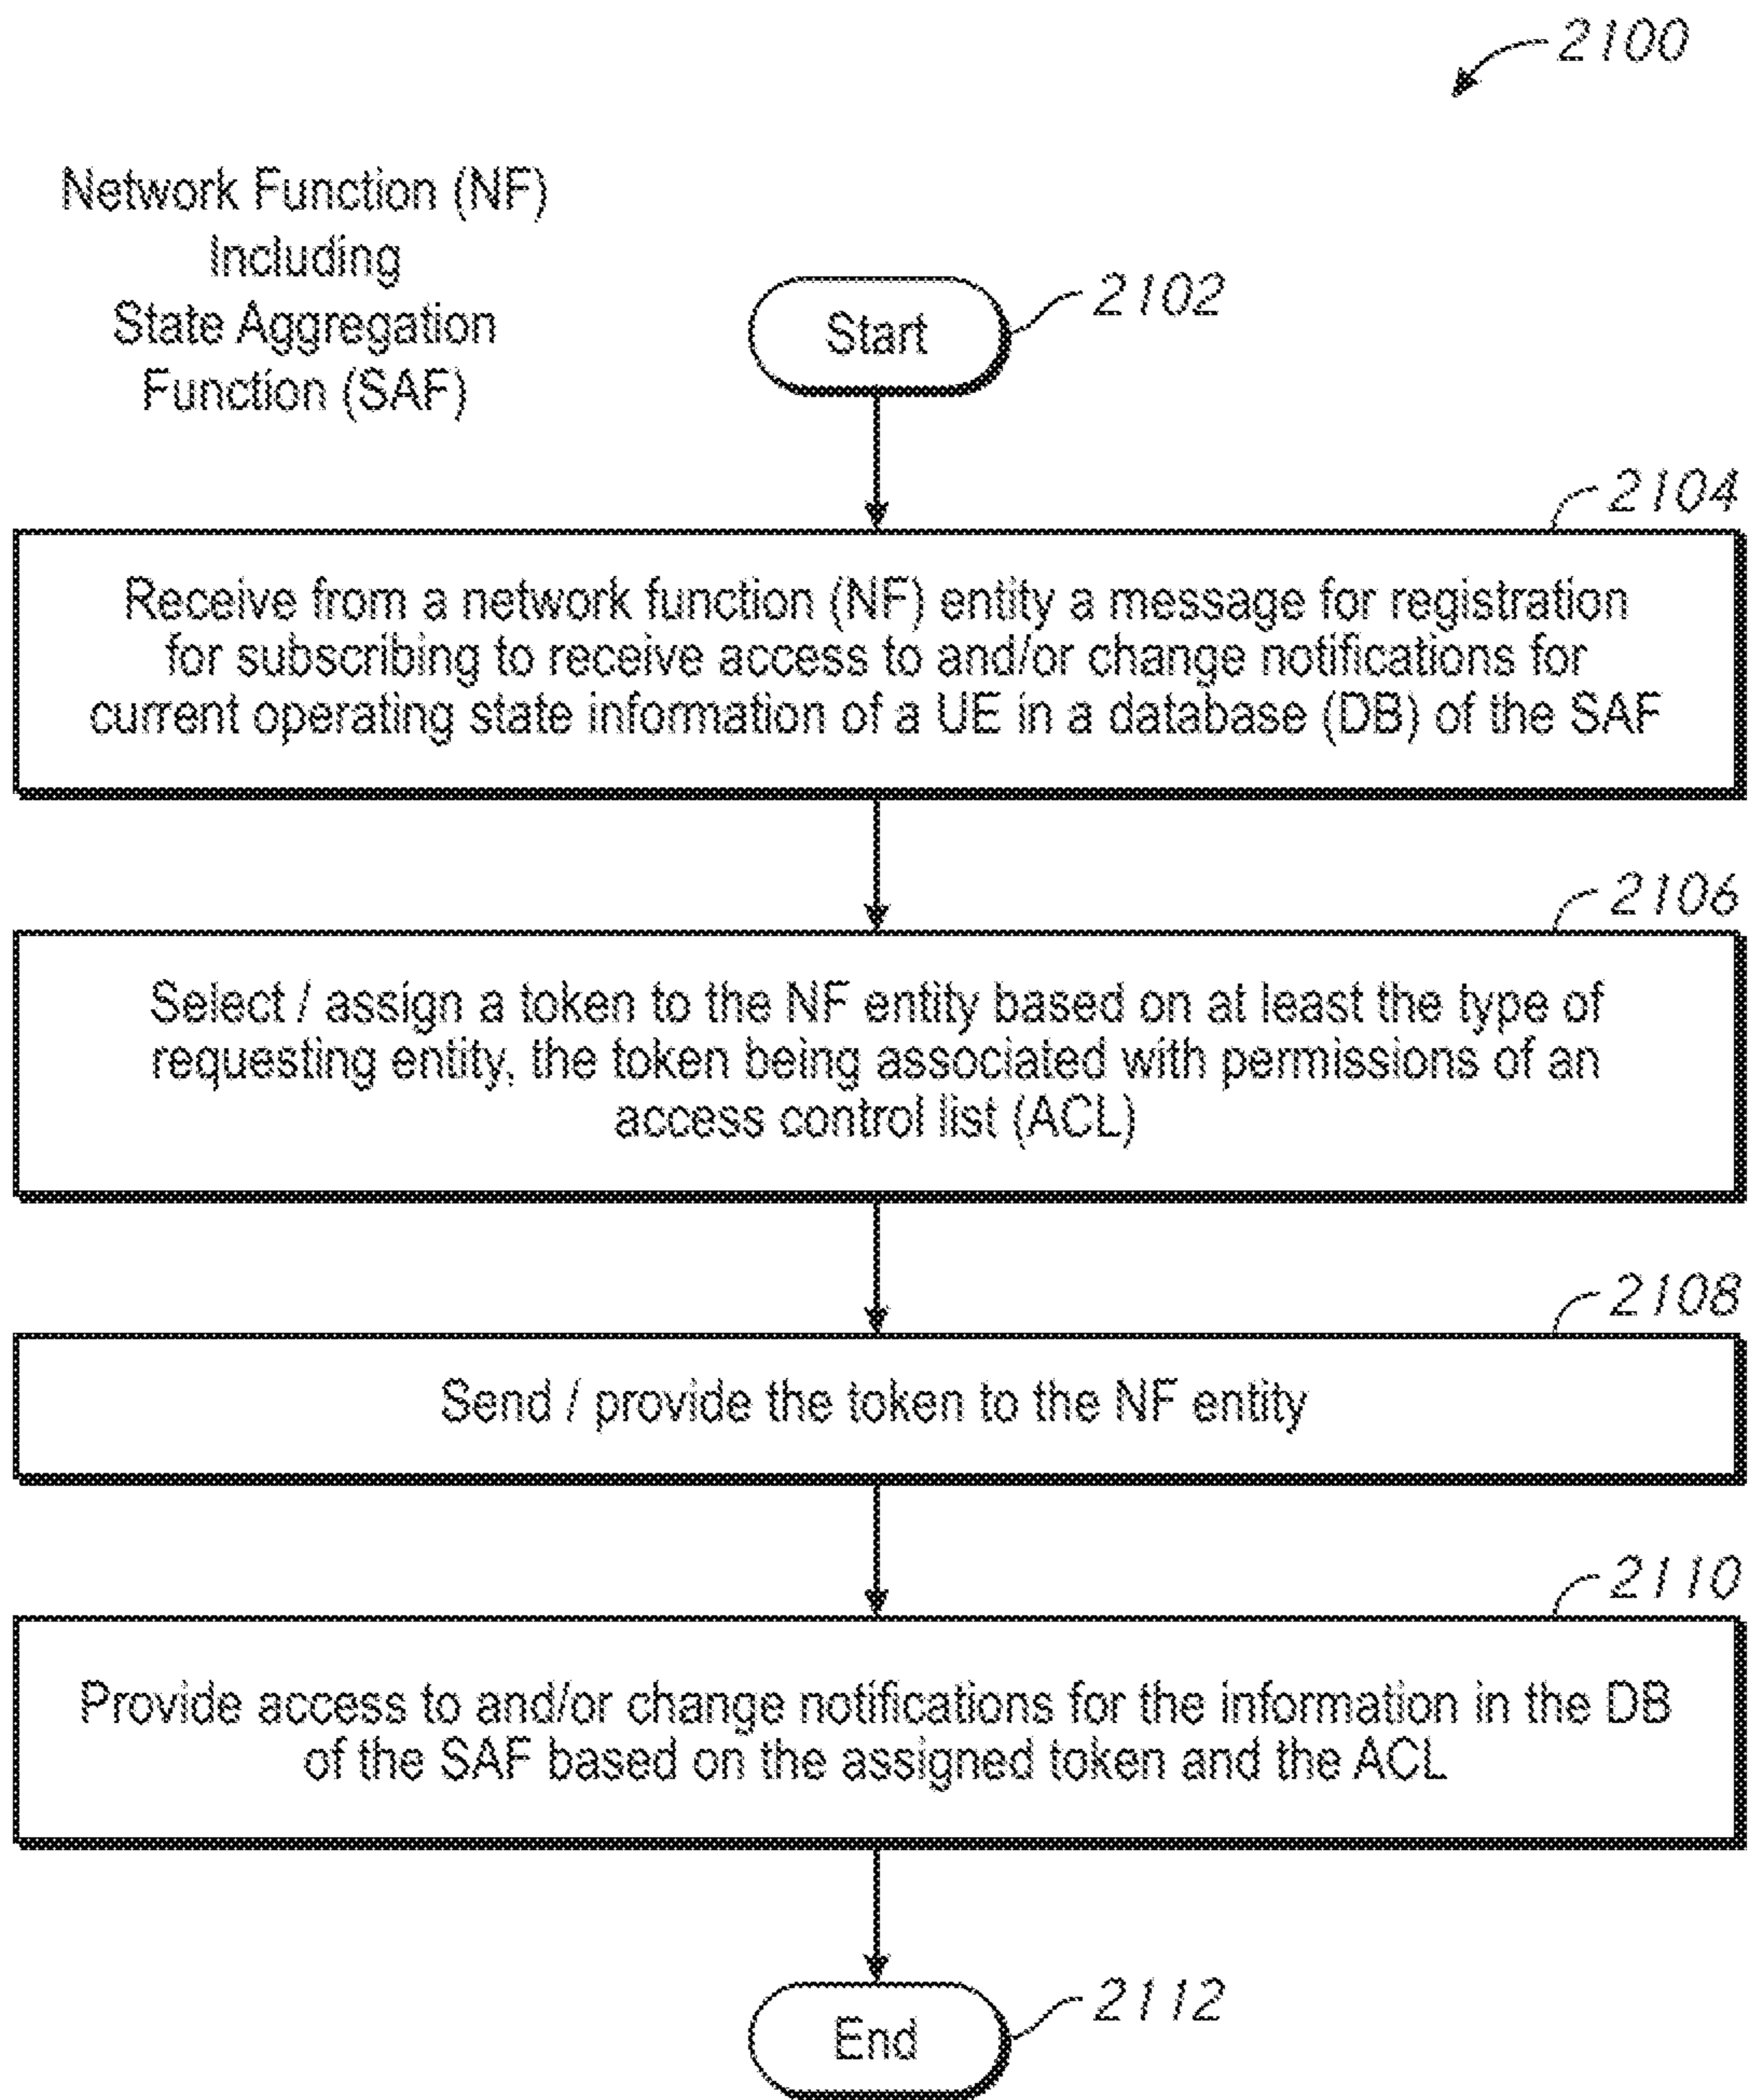 2100
Network Function (NF)
Including
State Aggregation
Function (SAF)
Start
2102
2104
Receive from a network function (NF) entity a message for registration
for subscribing to receive access to and/or change notifications for
current operating state information of a UE in a database (DB) of the SAF
2106
Select / assign a token to the NF entity based on at least the type of
requesting entity, the token being associated with permissions of an
access control list (ACL)
2108
Send / provide the token to the NF entity
2110
Provide access to and/or change notifications for the information in the DB
of the SAF based on the assigned token and the ACL
End
2112